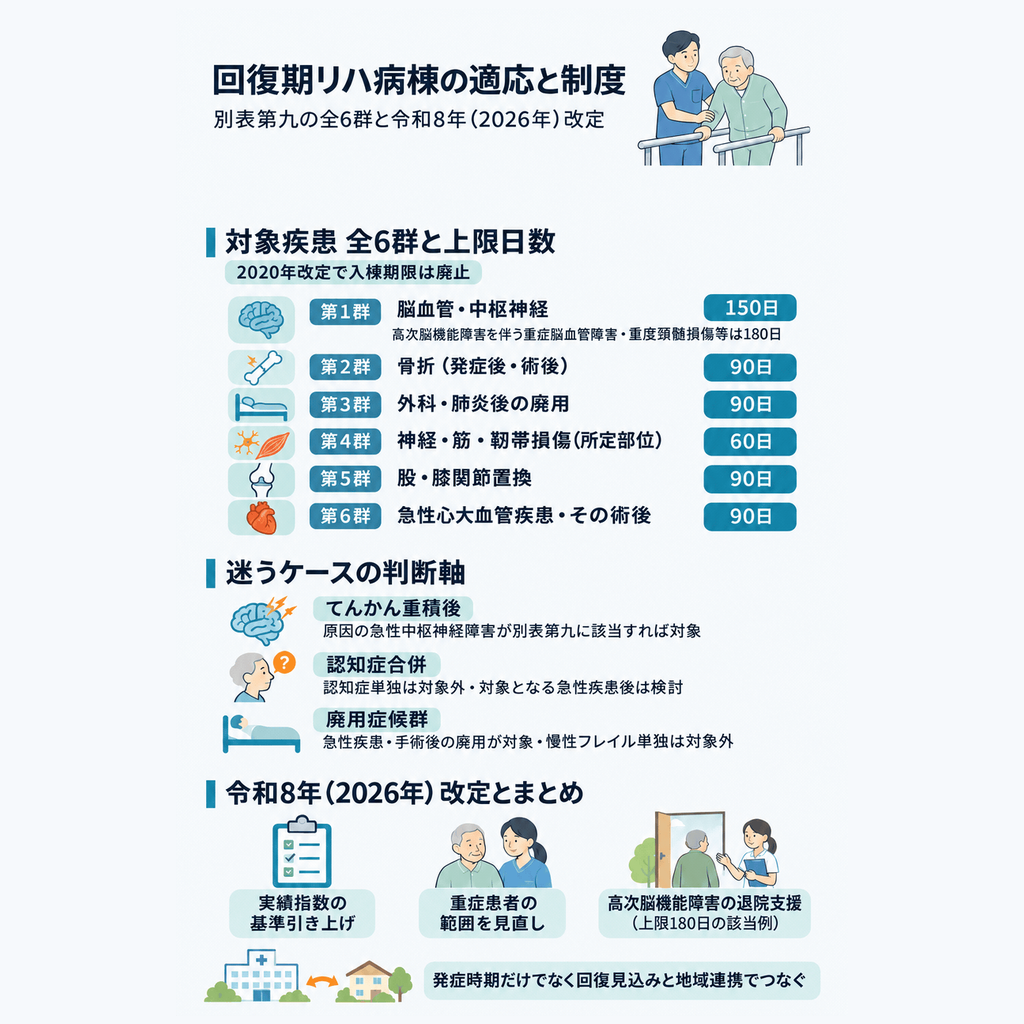 回復期リハ病棟の適応と制度
別表第九の全6群と令和8年(2026年)改定
対象疾患 全6群と上限日数
2020年改定で入棟期限は廃止
第1群 脳血管・中枢神経 150日
高次脳機能障害を伴う重症脳血管障害・重度頚髄損傷等は180日
第2群 骨折(発症後・術後) 90日
第3群 外科・肺炎後の廃用 90日
第4群 神経・筋・靭帯損傷(所定部位) 60日
第5群 股・膝関節置換 90日
第6群 急性心大血管疾患・その術後 90日
迷うケースの判断軸
てんかん重積後
原因の急性中枢神経障害が別表第九に該当すれば対象
?
認知症合併
認知症単独は対象外・対象となる急性疾患後は検討
廃用症候群
急性疾患・手術後の廃用が対象・慢性フレイル単独は対象外
令和8年(2026年)改定とまとめ
実績指数の
基準引き上げ
重症患者の
範囲を見直し
高次脳機能障害の退院支援
(上限180日の該当例)
発症時期だけでなく回復見込みと地域連携でつなぐ